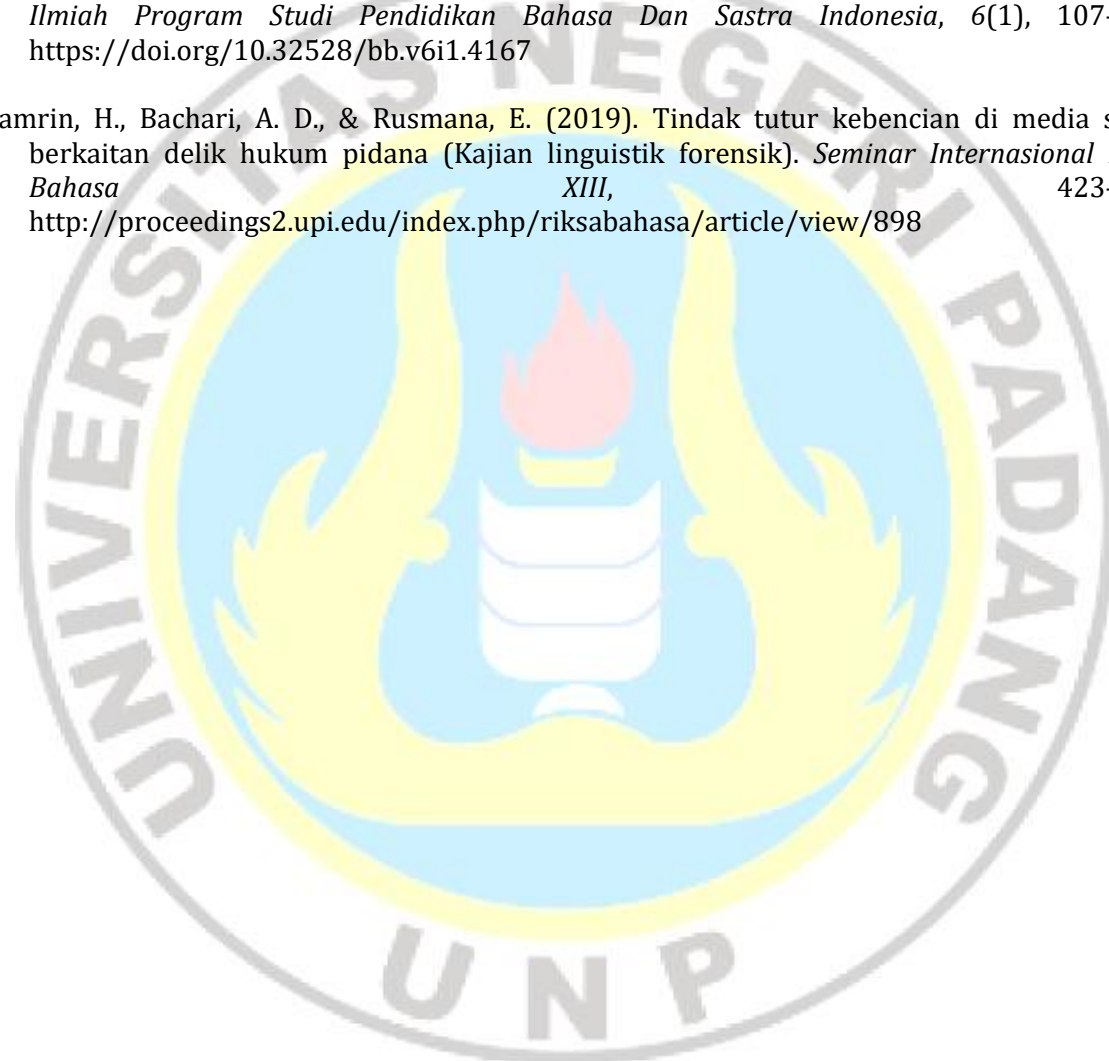 Ilmiah Program Studi Pendidikan Bahasa Dan Sastra Indonesia, 6(1), 107-
https://doi.org/10.32528/bb.v6i1.4167
amrin, H., Bachari, A. D., & Rusmana, E. (2019). Tindak tutur kebencian di media s
berkaitan delik hukum pidana (Kajian linguistik forensik). Seminar Internasional
Bahasa XIII, 423-
http://proceedings2.upi.edu/index.php/riksabahasa/article/view/898
UNIVERSITAS NEGERI PADANG
UNP